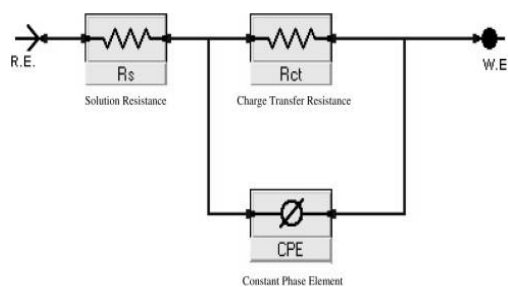 R.E.
Rs
Rct
W.E
Solution Resistance
Charge Transfer Resistance
CPE
Constant Phase Element